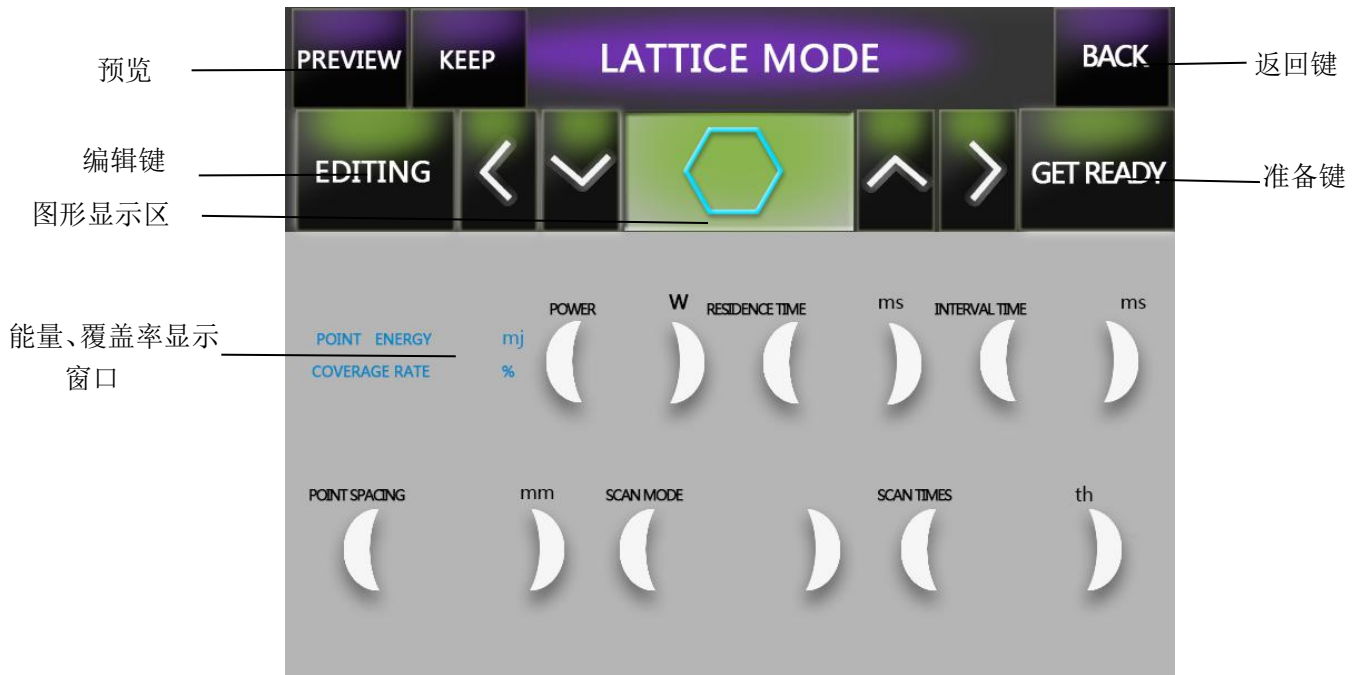 PREVIEW KEEP LATTICE MODE BACK
预览
返回键
EDITING GET READY
编辑键
准备键
图形显示区
POWER W RESIDENCE TIME ms INTERVAL TIME ms
能量、覆盖率显示
窗口
POINT ENERGY mj
COVERAGE RATE %
POINT SPACING mm SCAN MODE SCAN TIMES th